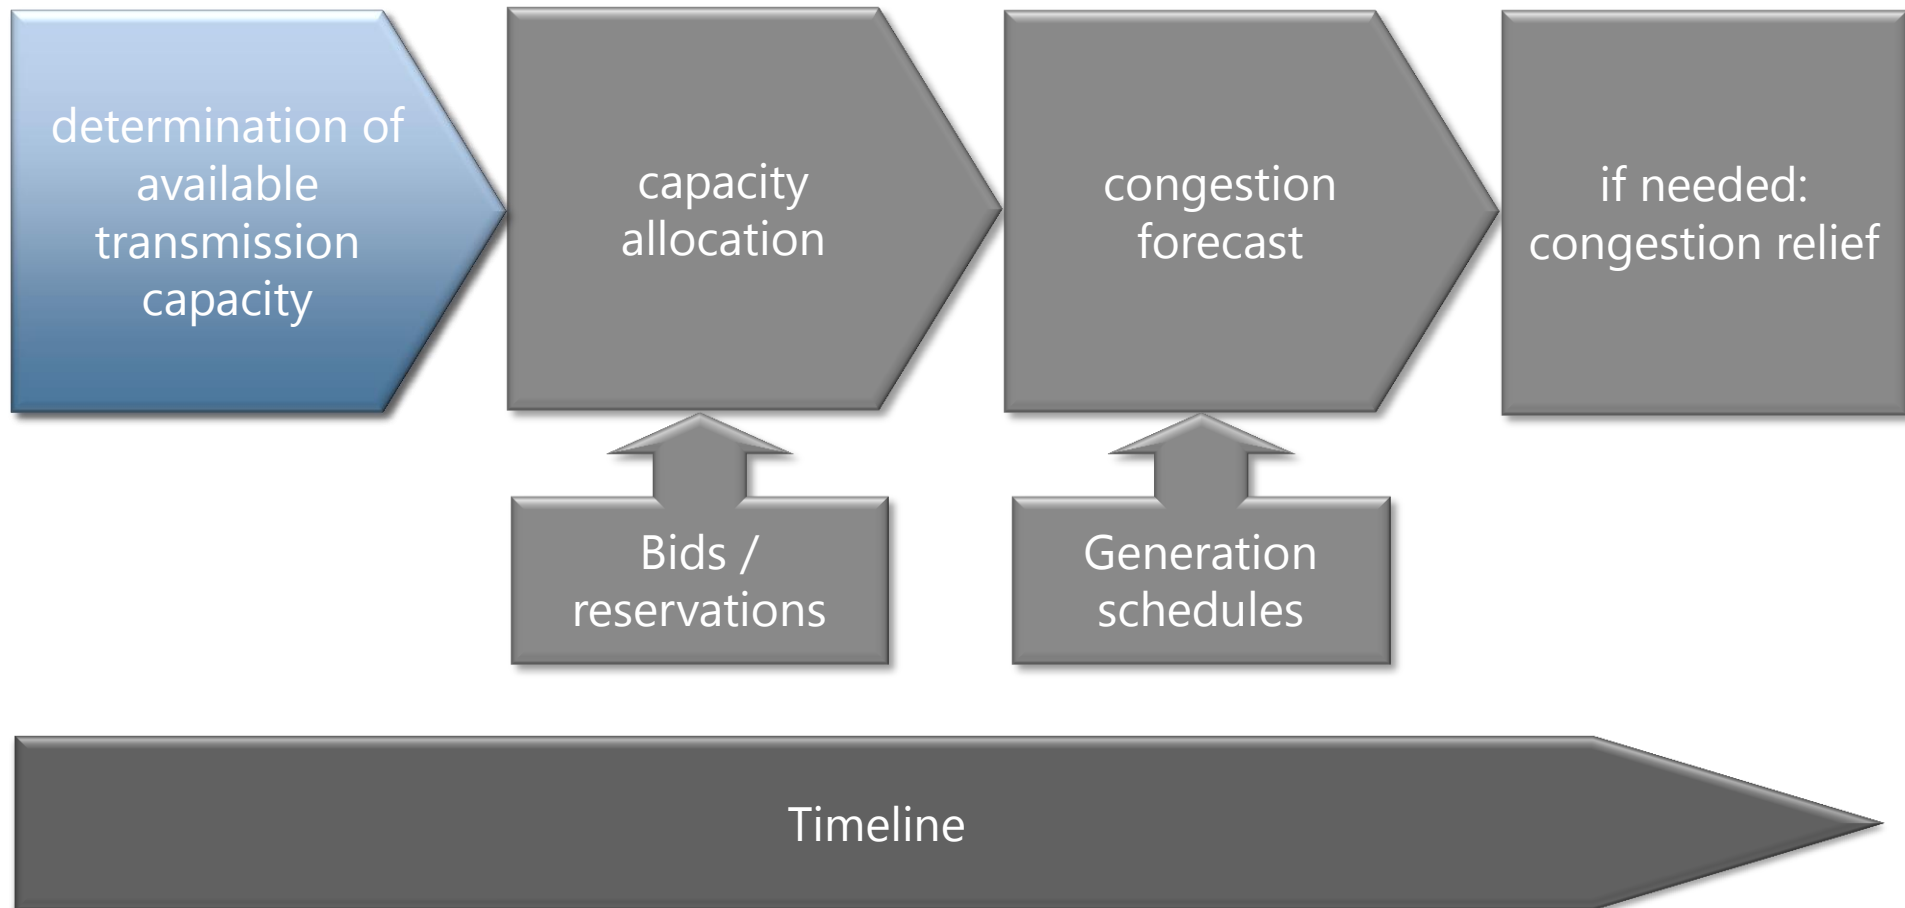 determination of
available
transmission
capacity
capacity
allocation
congestion
forecast
if needed:
congestion relief
Bids /
reservations
Generation
schedules
Timeline